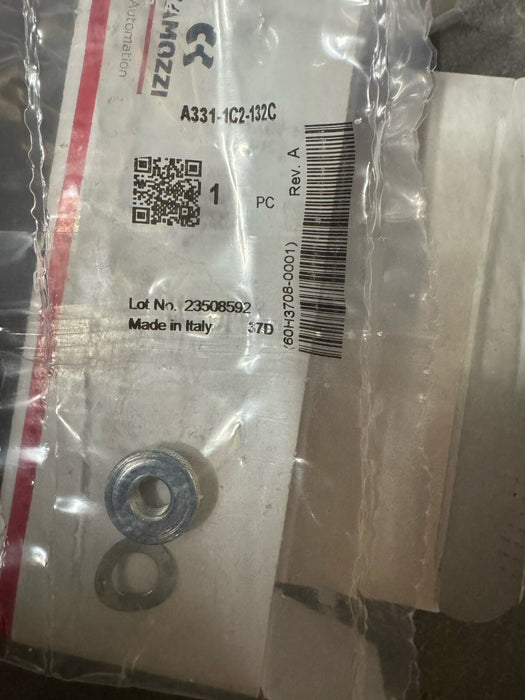 CAMOZZI
Automation
A331-1C2-132C
1 PC
Rev. A
(60H3708-0001)
Lot No. 23508592
Made in Italy 37D